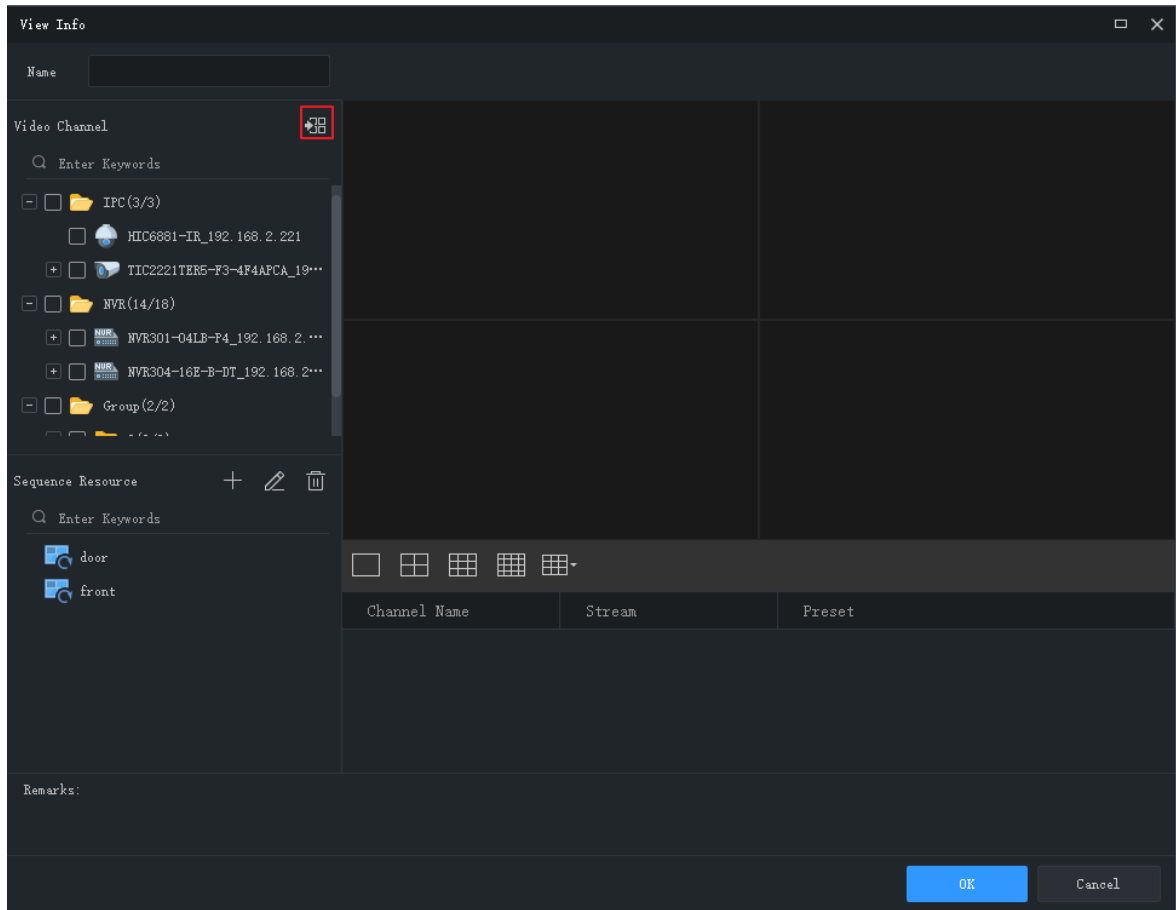 View Info
Name
Video Channel
Enter Keywords
IPC(3/3)
HIC6881-IR_192.168.2.221
TIC2221TER5-F3-4F4APCA_19···
NVR(14/18)
NVR301-04LB-P4_192.168.2.···
NVR304-16E-B-DT_192.168.2···
Group(2/2)
Sequence Resource
Enter Keywords
door
front
Channel Name Stream Preset
Remarks:
OK Cancel